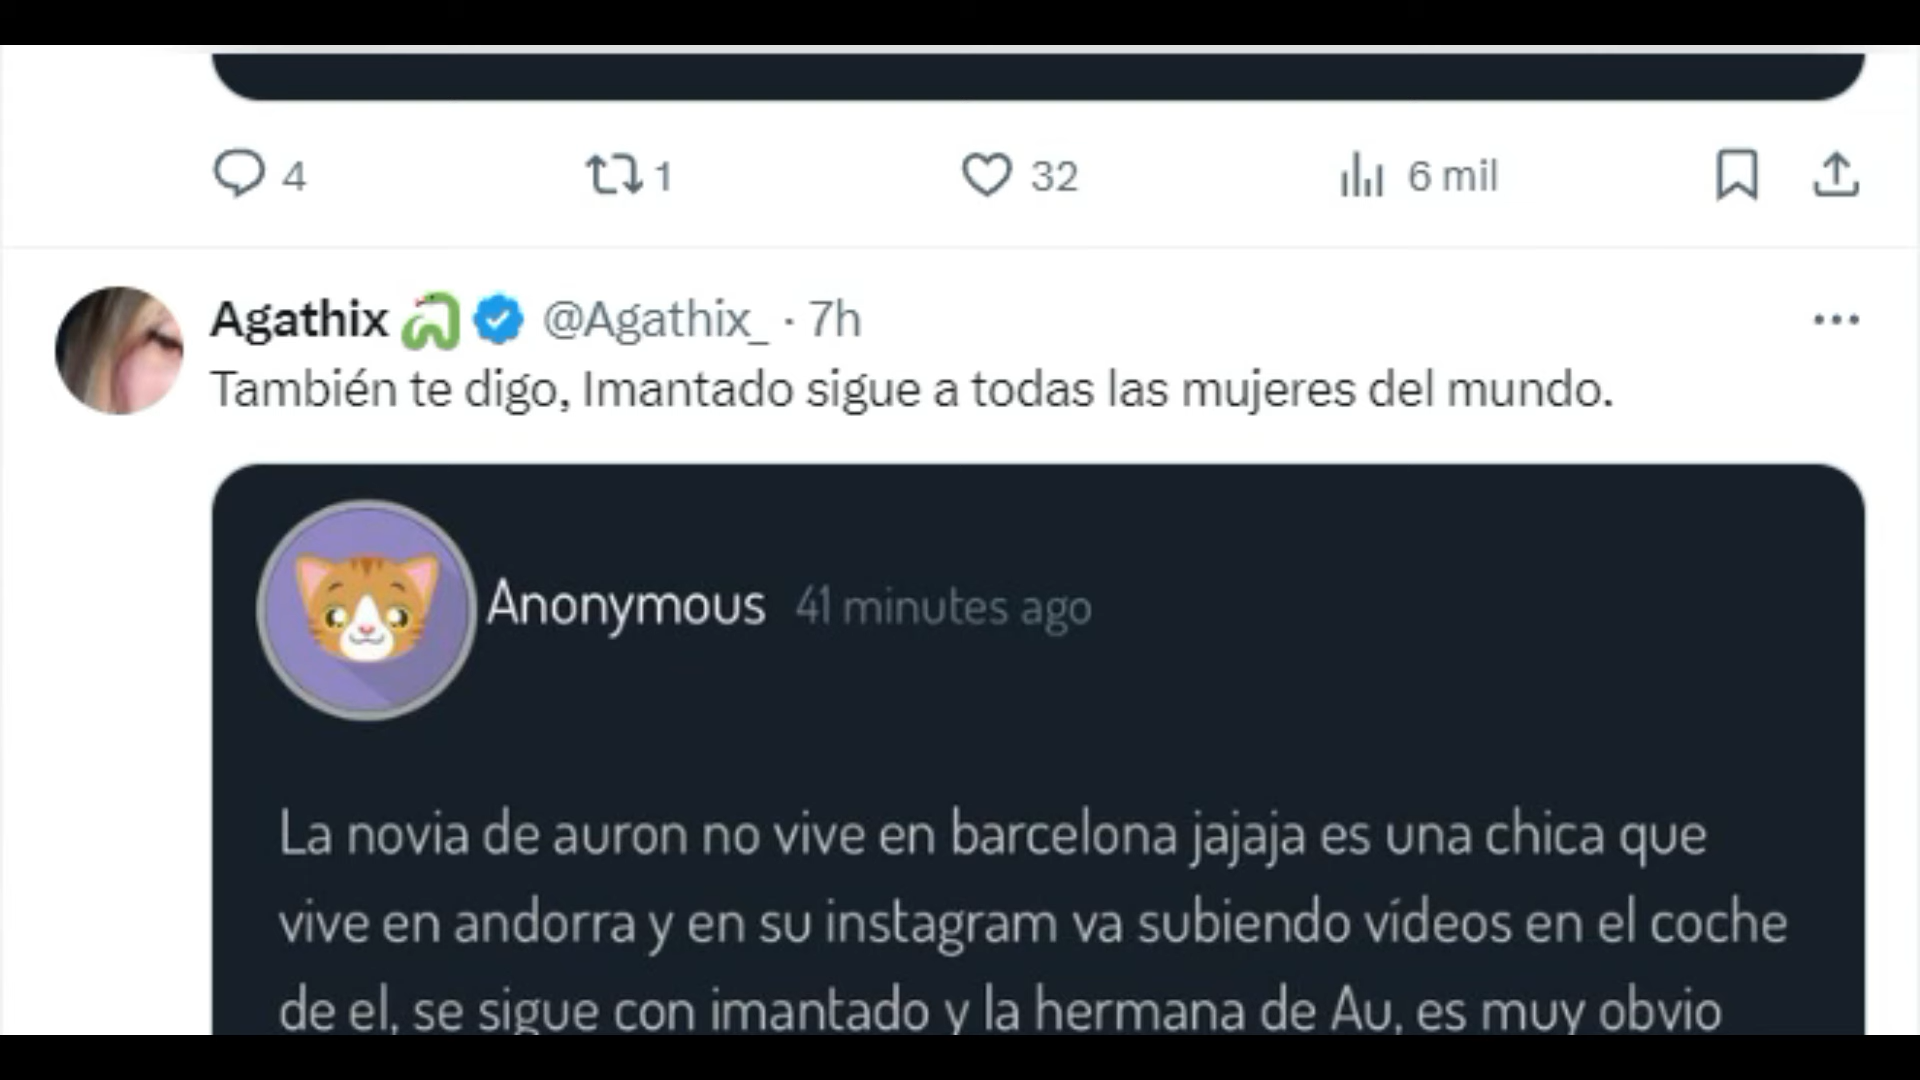 4 1 32 6 mil
Agathix @Agathix_ · 7h
También te digo, Imantado sigue a todas las mujeres del mundo.
Anonymous 41 minutes ago
La novia de auron no vive en barcelona jajaja es una chica que
vive en andorra y en su instagram va subiendo vídeos en el coche
de el, se sigue con imantado y la hermana de Au, es muy obvio